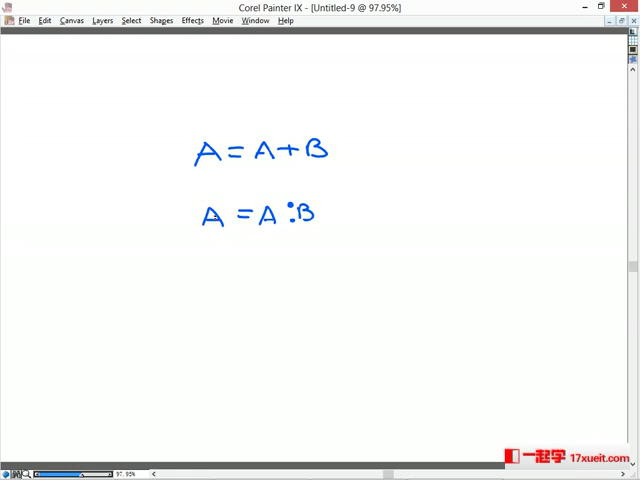 Corel Painter IX - [Untitled-9 @ 97.95%]
File Edit Canvas Layers Select Shapes Effects Movie Window Help
A = A + B
A = A : B
一起学 17xueit.com
97.95%